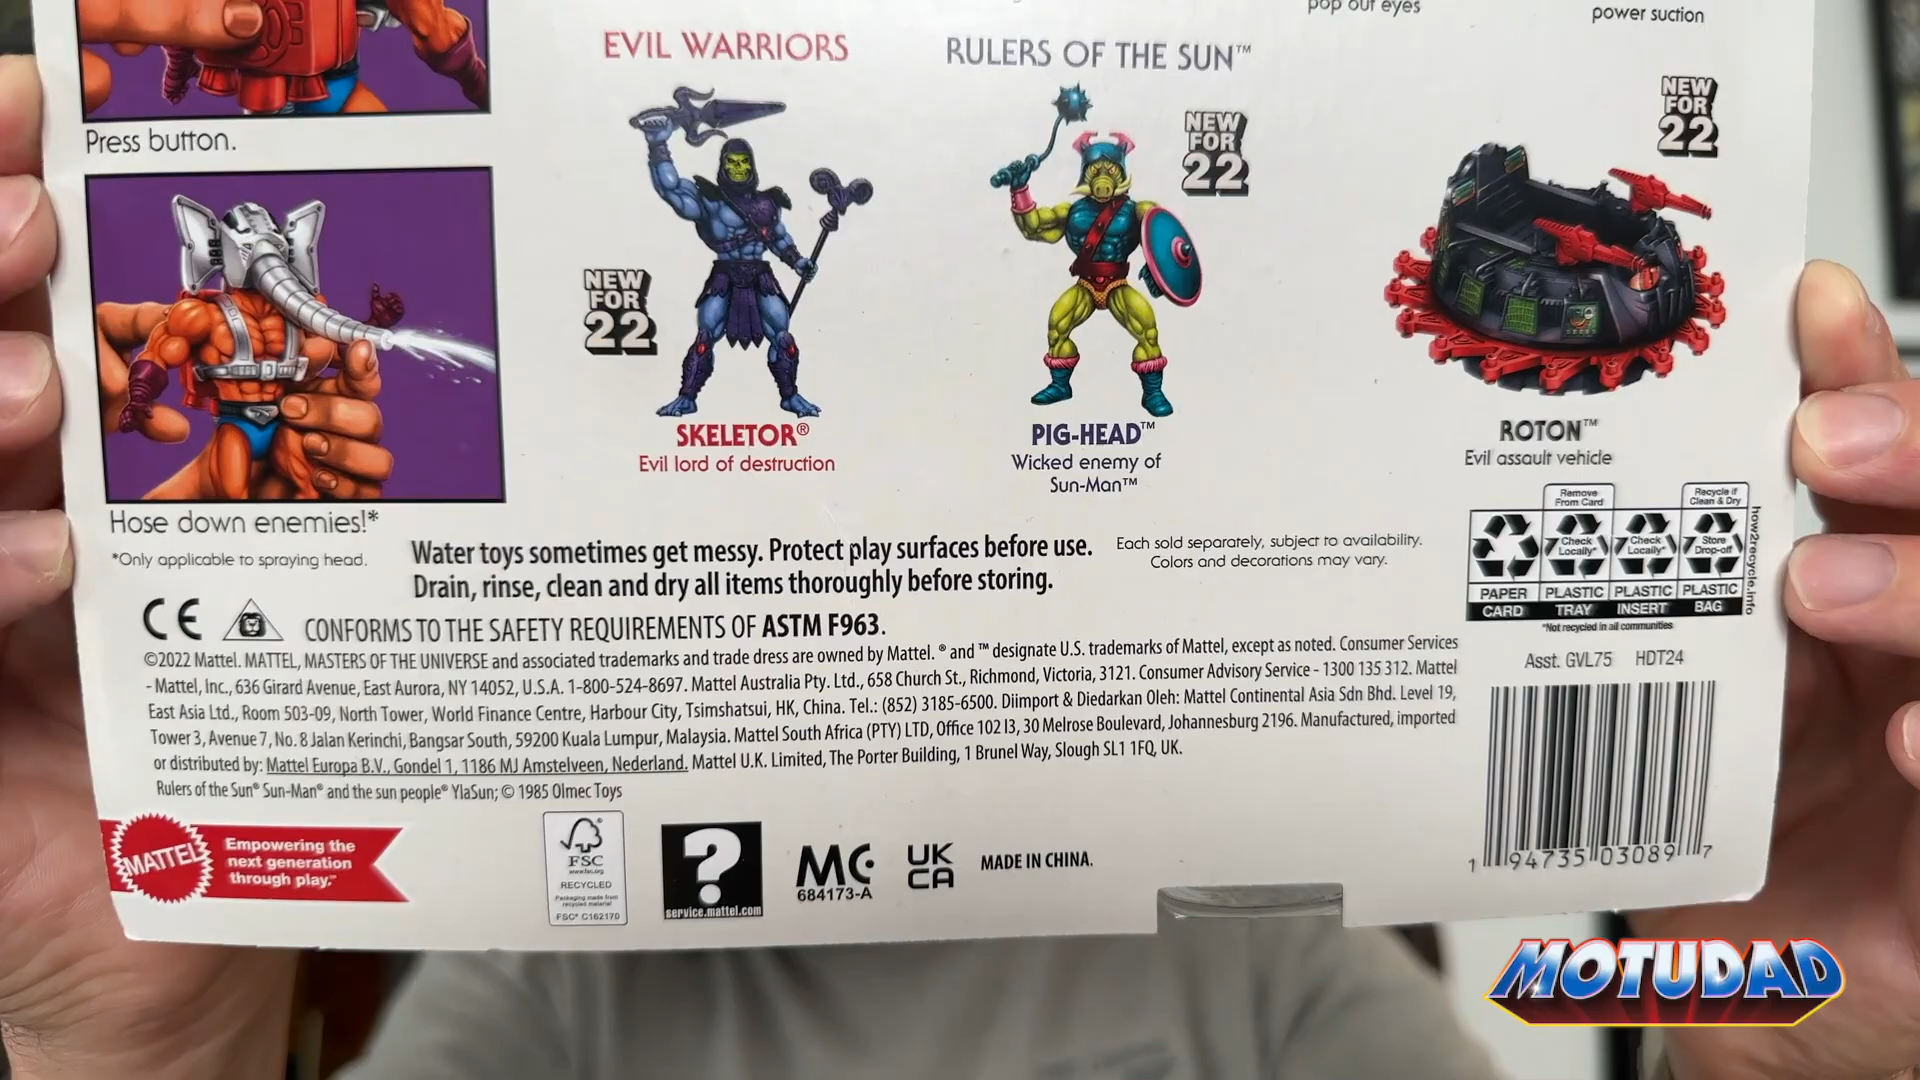 pop out eyes
power suction
EVIL WARRIORS
RULERS OF THE SUN™
NEW
FOR
22
NEW
FOR
22
NEW
FOR
22
Press button.
SKELETOR®
Evil lord of destruction
PIG-HEAD™
Wicked enemy of
Sun-Man™
ROTON™
Evil assault vehicle
Hose down enemies!*
*Only applicable to spraying head.
Water toys sometimes get messy. Protect play surfaces before use.
Drain, rinse, clean and dry all items thoroughly before storing.
Each sold separately, subject to availability.
Colors and decorations may vary.
Remove
From Card
Recycle if
Clean & Dry
Check
Locally*
Check
Locally*
Store
Drop-off
PAPER
PLASTIC
PLASTIC
PLASTIC
CARD
TRAY
INSERT
BAG
how2recycle.info
*Not recycled in all communities
CE
CONFORMS TO THE SAFETY REQUIREMENTS OF ASTM F963.
©2022 Mattel. MATTEL, MASTERS OF THE UNIVERSE and associated trademarks and trade dress are owned by Mattel. ® and ™ designate U.S. trademarks of Mattel, except as noted. Consumer Services
- Mattel, Inc., 636 Girard Avenue, East Aurora, NY 14052, U.S.A. 1-800-524-8697. Mattel Australia Pty. Ltd., 658 Church St., Richmond, Victoria, 3121. Consumer Advisory Service - 1300 135 312. Mattel
East Asia Ltd., Room 503-09, North Tower, World Finance Centre, Harbour City, Tsimshatsui, HK, China. Tel.: (852) 3185-6500. Diimport & Diedarkan Oleh: Mattel Continental Asia Sdn Bhd. Level 19,
Tower 3, Avenue 7, No. 8 Jalan Kerinchi, Bangsar South, 59200 Kuala Lumpur, Malaysia. Mattel South Africa (PTY) LTD, Office 102 I3, 30 Melrose Boulevard, Johannesburg 2196. Manufactured, imported
or distributed by: Mattel Europa B.V., Gondel 1, 1186 MJ Amstelveen, Nederland. Mattel U.K. Limited, The Porter Building, 1 Brunel Way, Slough SL1 1FQ, UK.
Rulers of the Sun® Sun-Man® and the sun people® YlaSun; © 1985 Olmec Toys
Asst. GVL75 HDT24
1 94735 03089 7
MATTEL
Empowering the
next generation
through play.™
FSC
www.fsc.org
RECYCLED
Packaging made from
recycled material
FSC® C162170
?
service.mattel.com
MC
684173-A
UK
CA
MADE IN CHINA.
MOTUDAD